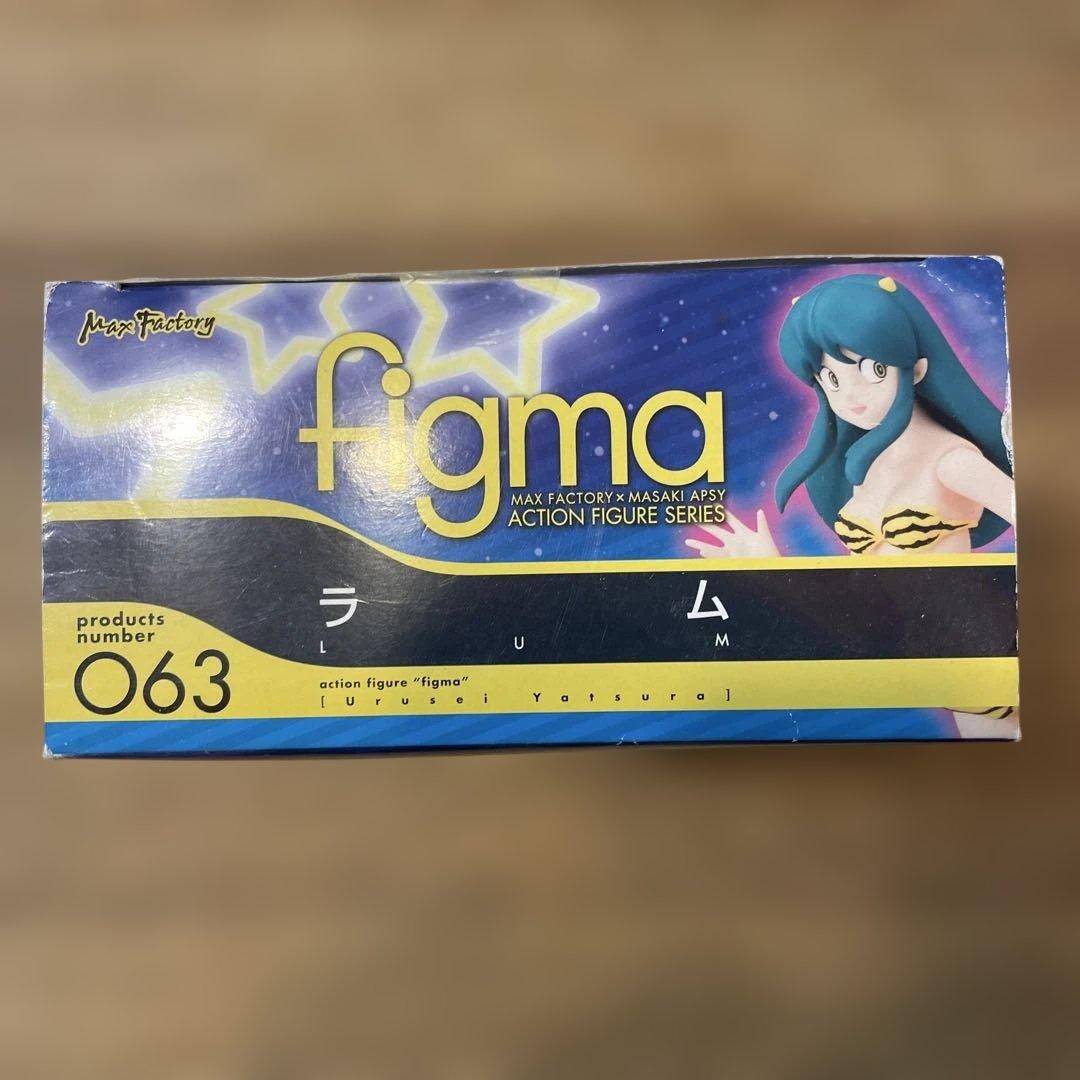 Max Factory
figma
MAX FACTORY×MASAKI APSY
ACTION FIGURE SERIES
ラム
LUM
products
number
063
action figure "figma"
[Urusei Yatsura]